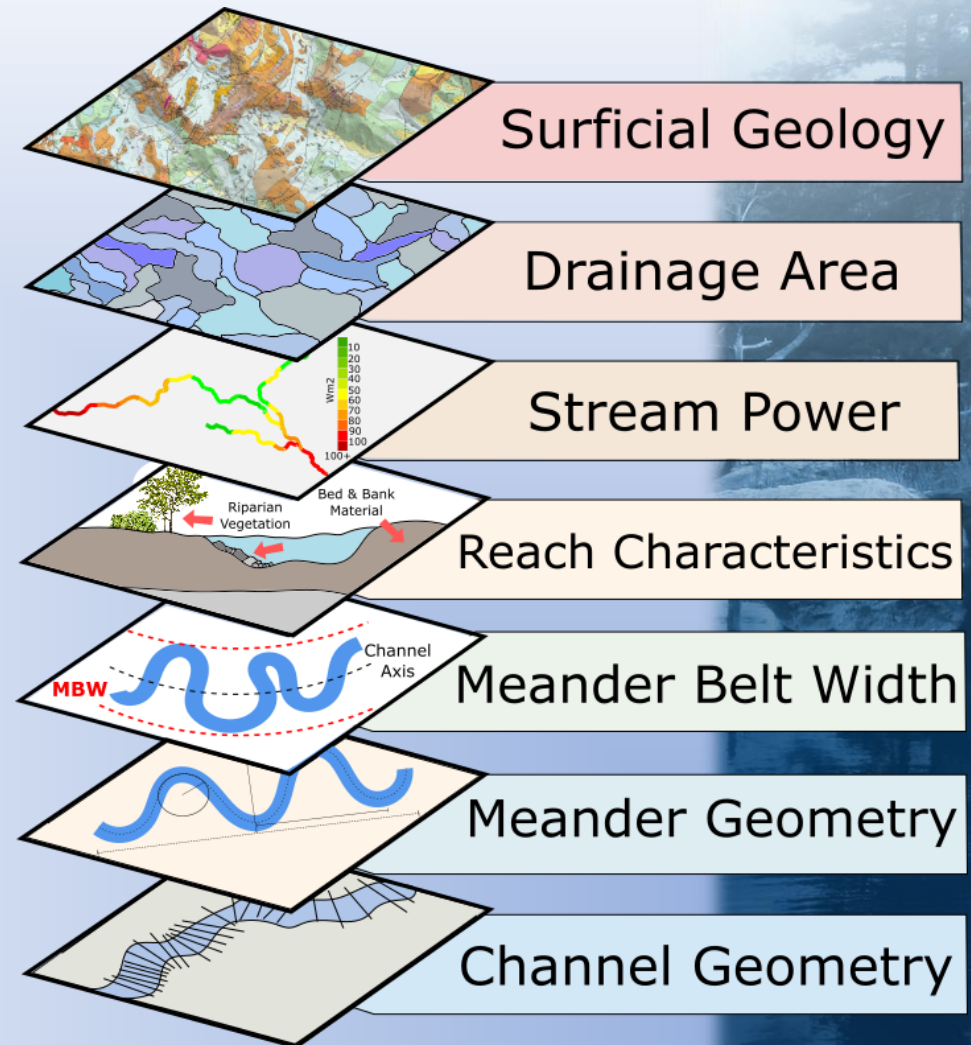 Surficial Geology
Drainage Area
Wm2
10
20
30
40
50
60
70
80
90
100
100+
Stream Power
Riparian
Vegetation
Bed & Bank
Material
Reach Characteristics
MBW
Channel
Axis
Meander Belt Width
Meander Geometry
Channel Geometry